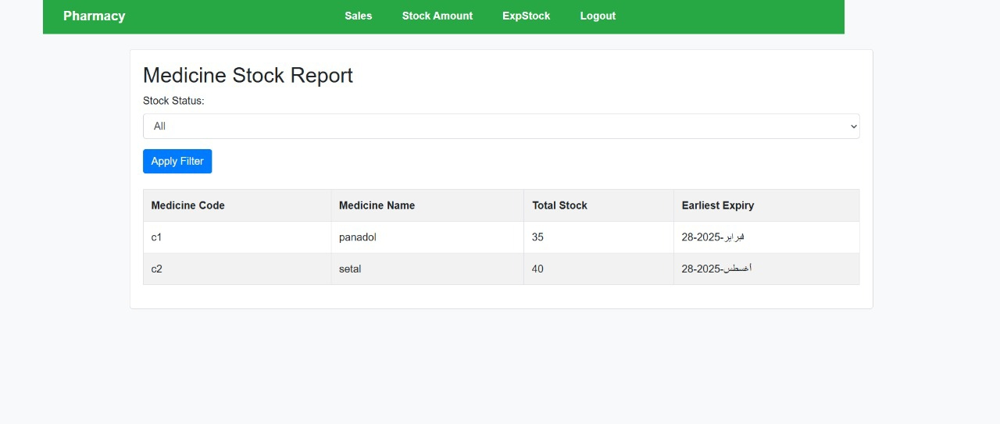 Pharmacy Sales Stock Amount ExpStock Logout
Medicine Stock Report
Stock Status:
All
Apply Filter
Medicine Code Medicine Name Total Stock Earliest Expiry
c1 panadol 35 28-2025-فبراير
c2 setal 40 28-2025-أغسطس